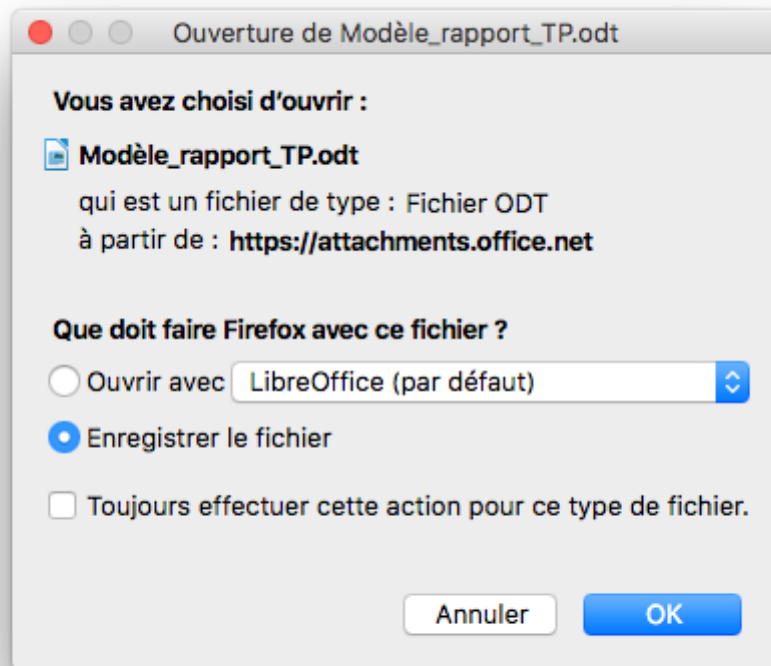 Ouverture de Modèle_rapport_TP.odt
Vous avez choisi d’ouvrir :
Modèle_rapport_TP.odt
qui est un fichier de type : Fichier ODT
à partir de : https://attachments.office.net
Que doit faire Firefox avec ce fichier ?
Ouvrir avec LibreOffice (par défaut)
Enregistrer le fichier
Toujours effectuer cette action pour ce type de fichier.
Annuler OK